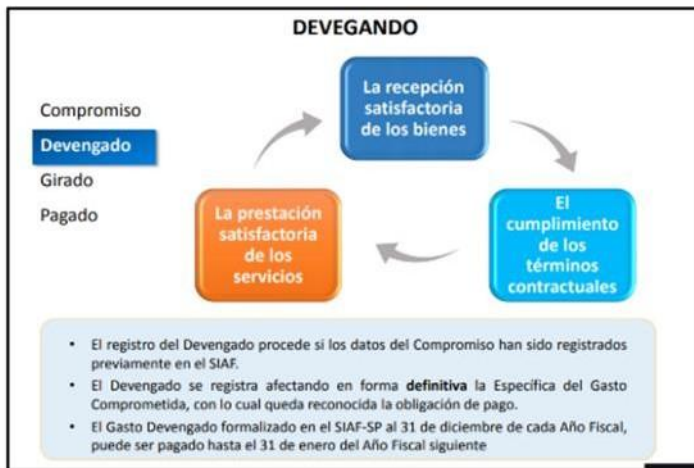 DEVEGANDO
Compromiso
Devengado
Girado
Pagado
La recepción
satisfactoria
de los bienes
El
cumplimiento
de los
términos
contractuales
La prestación
satisfactoria
de los
servicios
• El registro del Devengado procede si los datos del Compromiso han sido registrados
previamente en el SIAF.
• El Devengado se registra afectando en forma definitiva la Específica del Gasto
Comprometida, con lo cual queda reconocida la obligación de pago.
• El Gasto Devengado formalizado en el SIAF-SP al 31 de diciembre de cada Año Fiscal,
puede ser pagado hasta el 31 de enero del Año Fiscal siguiente